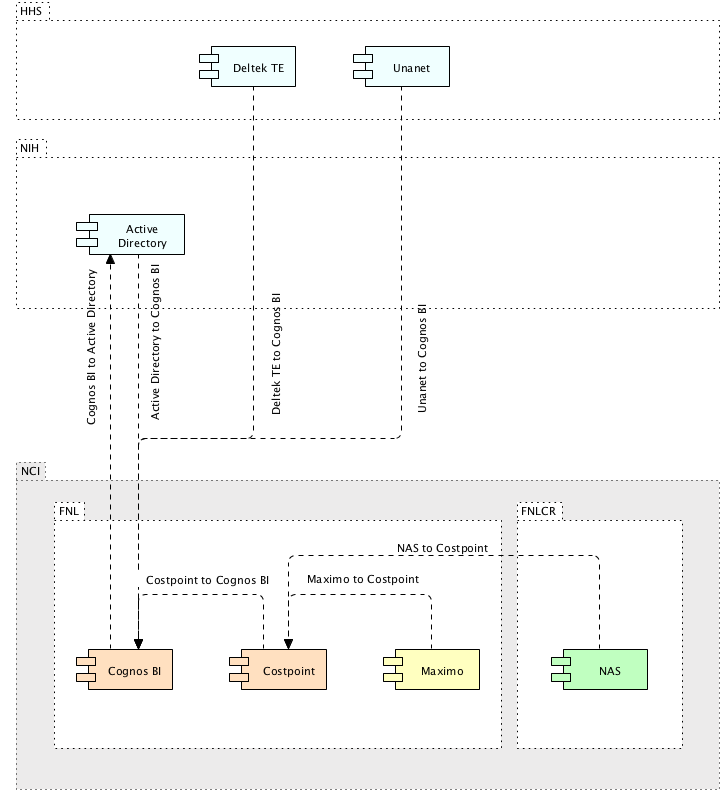 HHS
Deltek TE
Unanet
NIH
Active
Directory
Cognos BI to Active Directory
Active Directory to Cognos BI
Deltek TE to Cognos BI
Unanet to Cognos BI
NCI
FNL
FNLCR
NAS to Costpoint
Costpoint to Cognos BI
Maximo to Costpoint
Cognos BI
Costpoint
Maximo
NAS